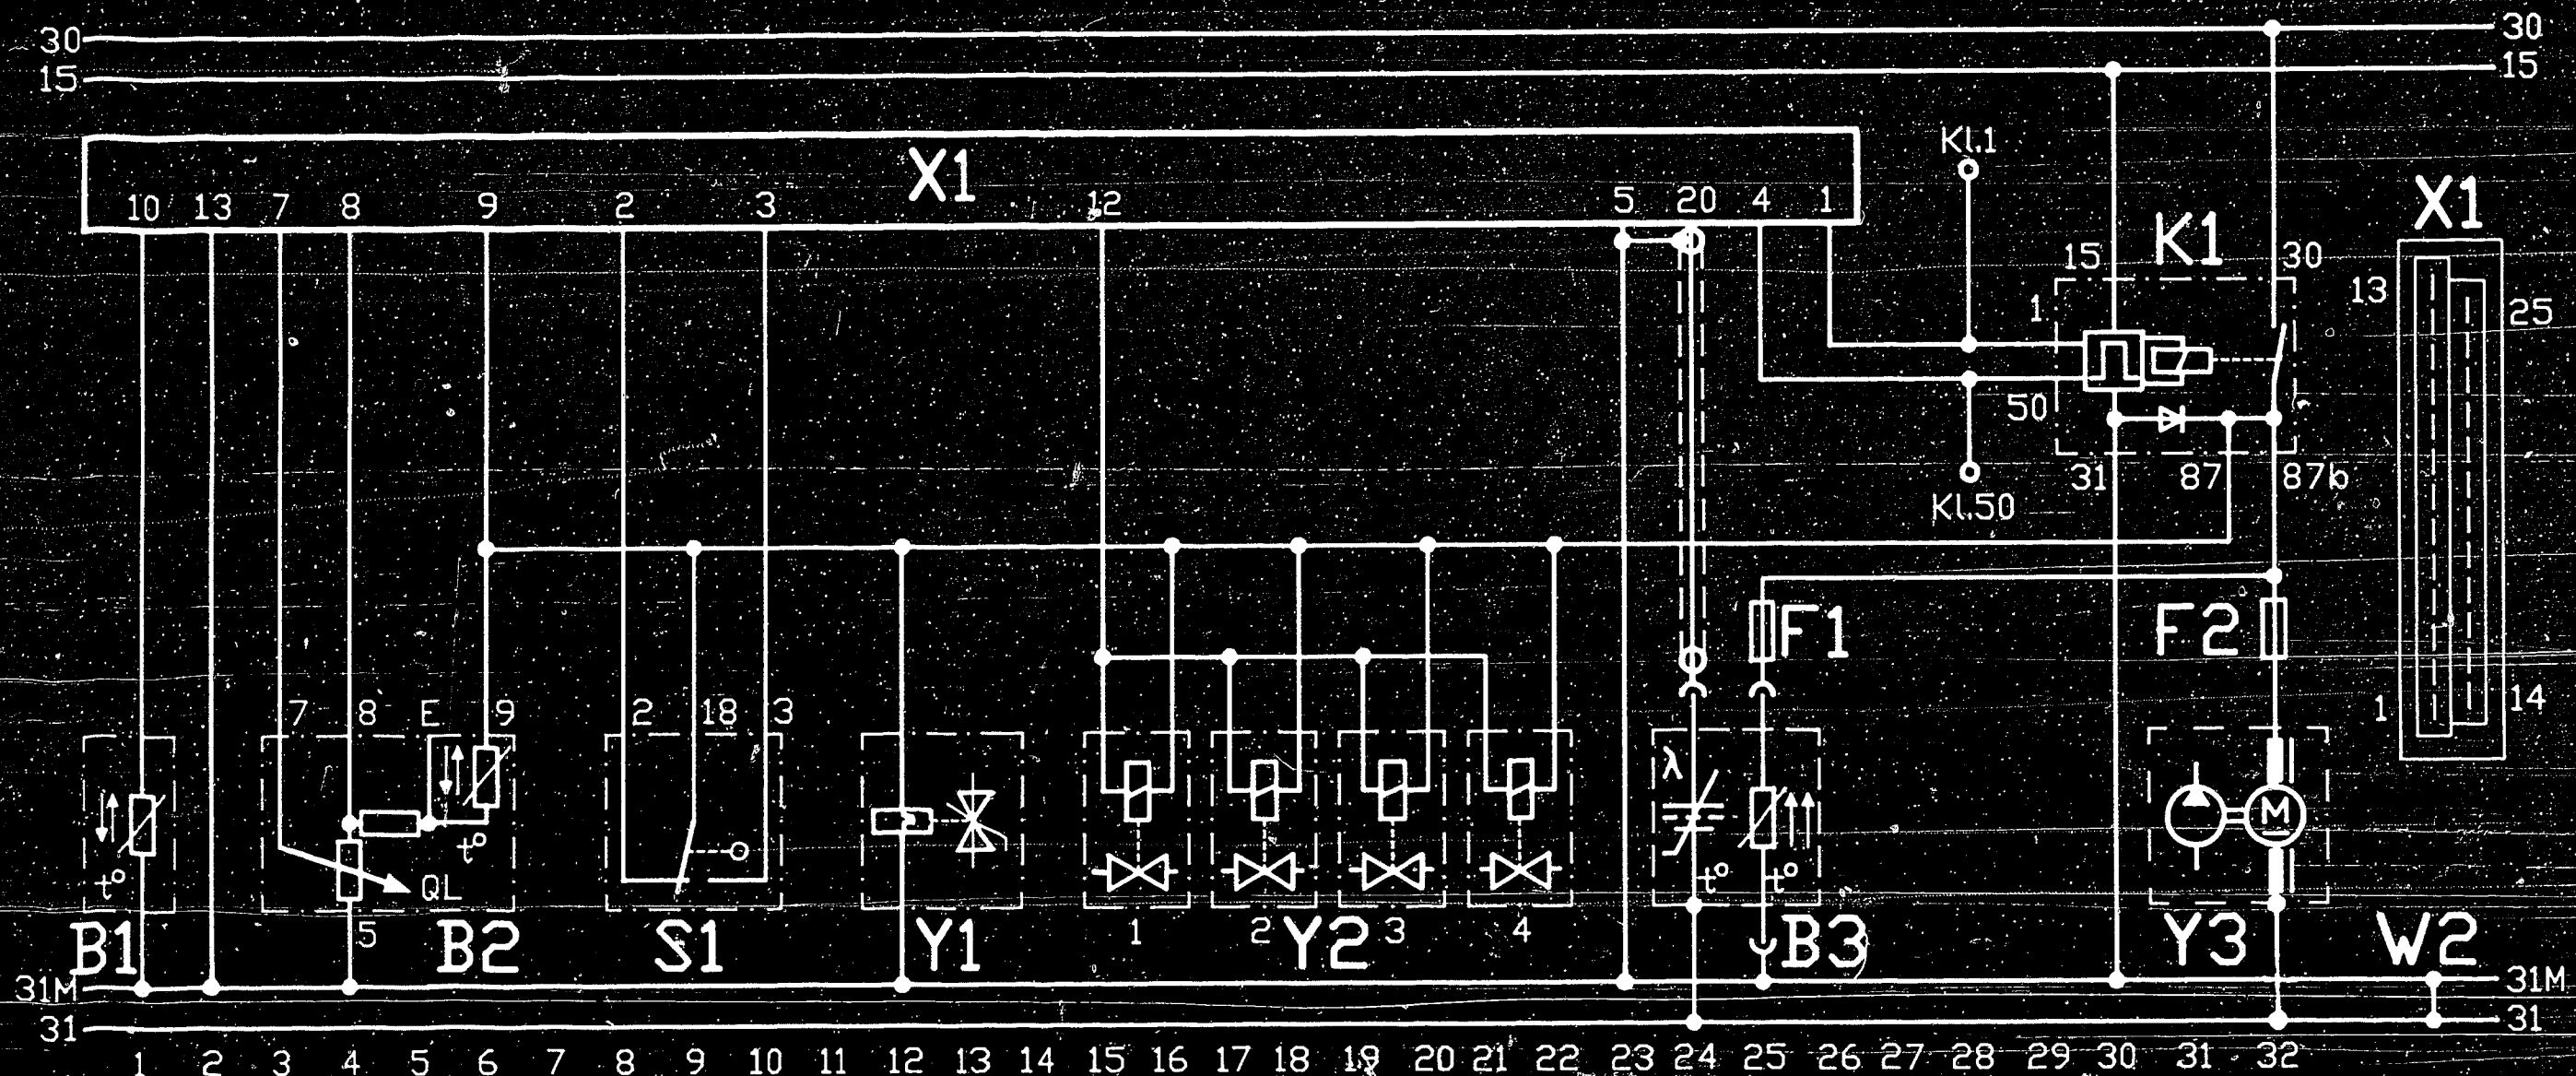 30 30
15 15
Kl.1
X1
10 13 7 8 9 2 3 12 5 20 4 1
X1
K1
15 30
13 25
1
50
31 87 87b
Kl.50
F1 F2
1 14
7 8 E 9 2 18 3
λ
M
t° t° QL t° t°
5 1 2 3 4
B1 B2 S1 Y1 Y2 B3 Y3 W2
31M 31M
31 31
1 2 3 4 5 6 7 8 9 10 11 12 13 14 15 16 17 18 19 20 21 22 23 24 25 26 27 28 29 30 31 32